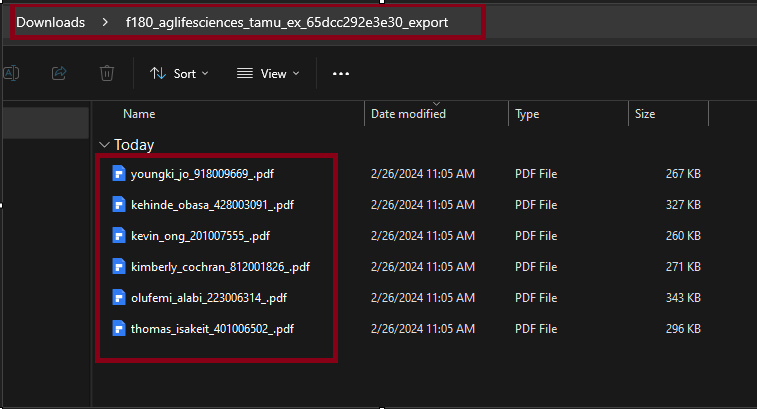 Downloads > f180_aglifesciences_tamu_ex_65dcc292e3e30_export
Sort View ...
Name Date modified Type Size
Today
youngki_jo_918009669_.pdf 2/26/2024 11:05 AM PDF File 267 KB
kehinde_obasa_428003091_.pdf 2/26/2024 11:05 AM PDF File 327 KB
kevin_ong_201007555_.pdf 2/26/2024 11:05 AM PDF File 260 KB
kimberly_cochran_812001826_.pdf 2/26/2024 11:05 AM PDF File 271 KB
olufemi_alabi_223006314_.pdf 2/26/2024 11:05 AM PDF File 343 KB
thomas_isakeit_401006502_.pdf 2/26/2024 11:05 AM PDF File 296 KB